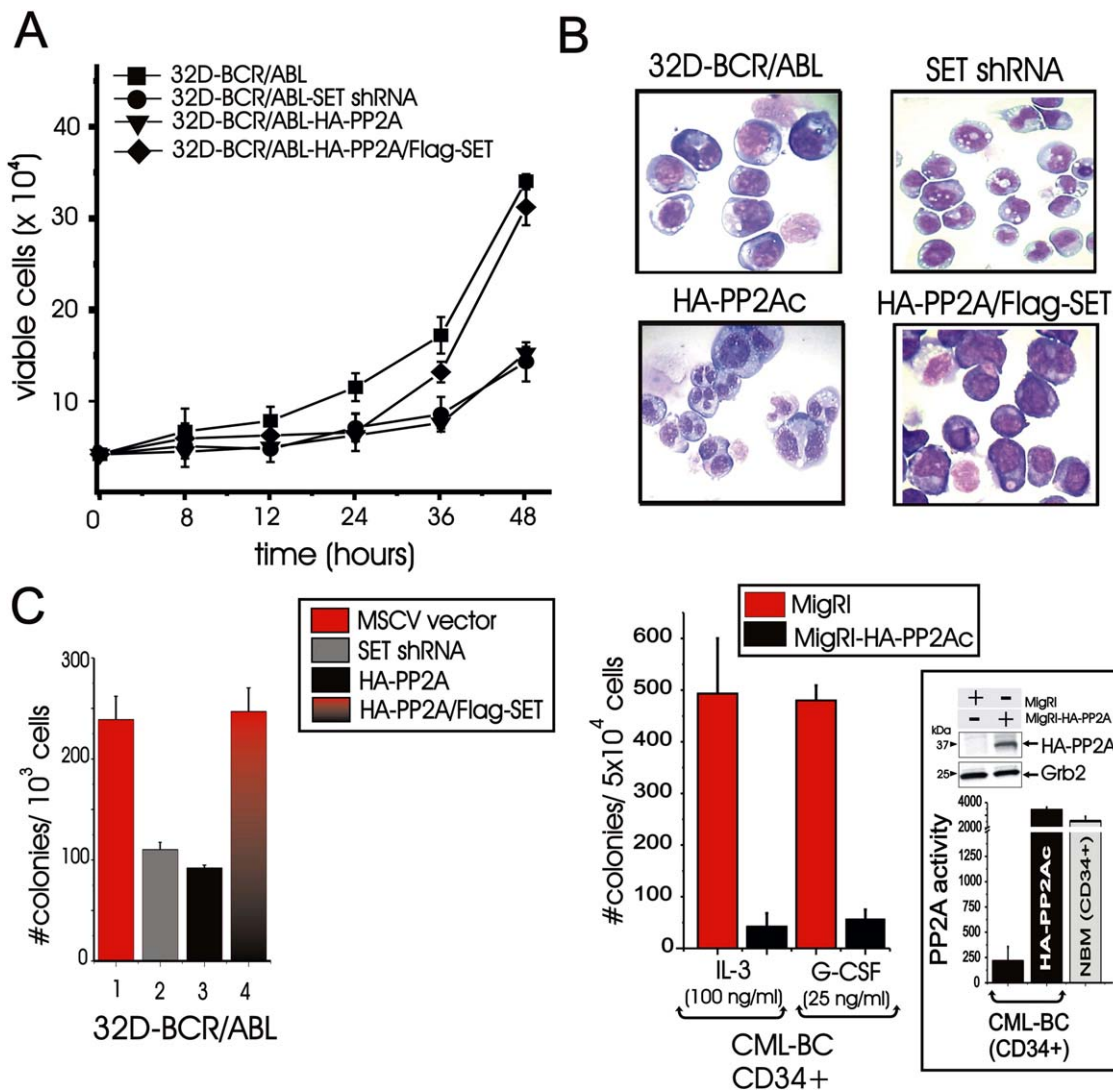 A
32D-BCR/ABL
32D-BCR/ABL-SET shRNA
32D-BCR/ABL-HA-PP2A
32D-BCR/ABL-HA-PP2A/Flag-SET
viable cells (x 10⁴)
40
30
20
10
0
8
12
24
36
48
time (hours)
B
32D-BCR/ABL
SET shRNA
HA-PP2Ac
HA-PP2A/Flag-SET
C
MSCV vector
SET shRNA
HA-PP2A
HA-PP2A/Flag-SET
#colonies/ 10³ cells
300
200
100
0
1
2
3
4
32D-BCR/ABL
MigRI
MigRI-HA-PP2Ac
#colonies/ 5x10⁴ cells
600
500
400
300
200
100
0
IL-3
(100 ng/ml)
G-CSF
(25 ng/ml)
CML-BC
CD34+
+ − MigRI
− + MigRI-HA-PP2A
kDa
37
HA-PP2A
25
Grb2
PP2A activity
4000
2000
1250
1000
750
500
250
0
HA-PP2Ac
NBM (CD34+)
CML-BC
(CD34+)